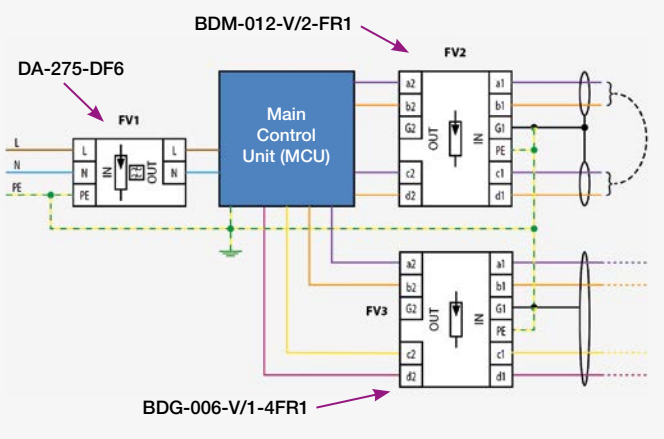 BDM-012-V/2-FR1
DA-275-DF6
FV2
FV1
Main
Control
Unit (MCU)
L
N
PE
L
N
PE
IN
OUT
L
N
a2
b2
G2
c2
d2
OUT
IN
a1
b1
G1
PE
c1
d1
FV3
a2
b2
G2
c2
d2
OUT
IN
a1
b1
G1
PE
c1
d1
BDG-006-V/1-4FR1